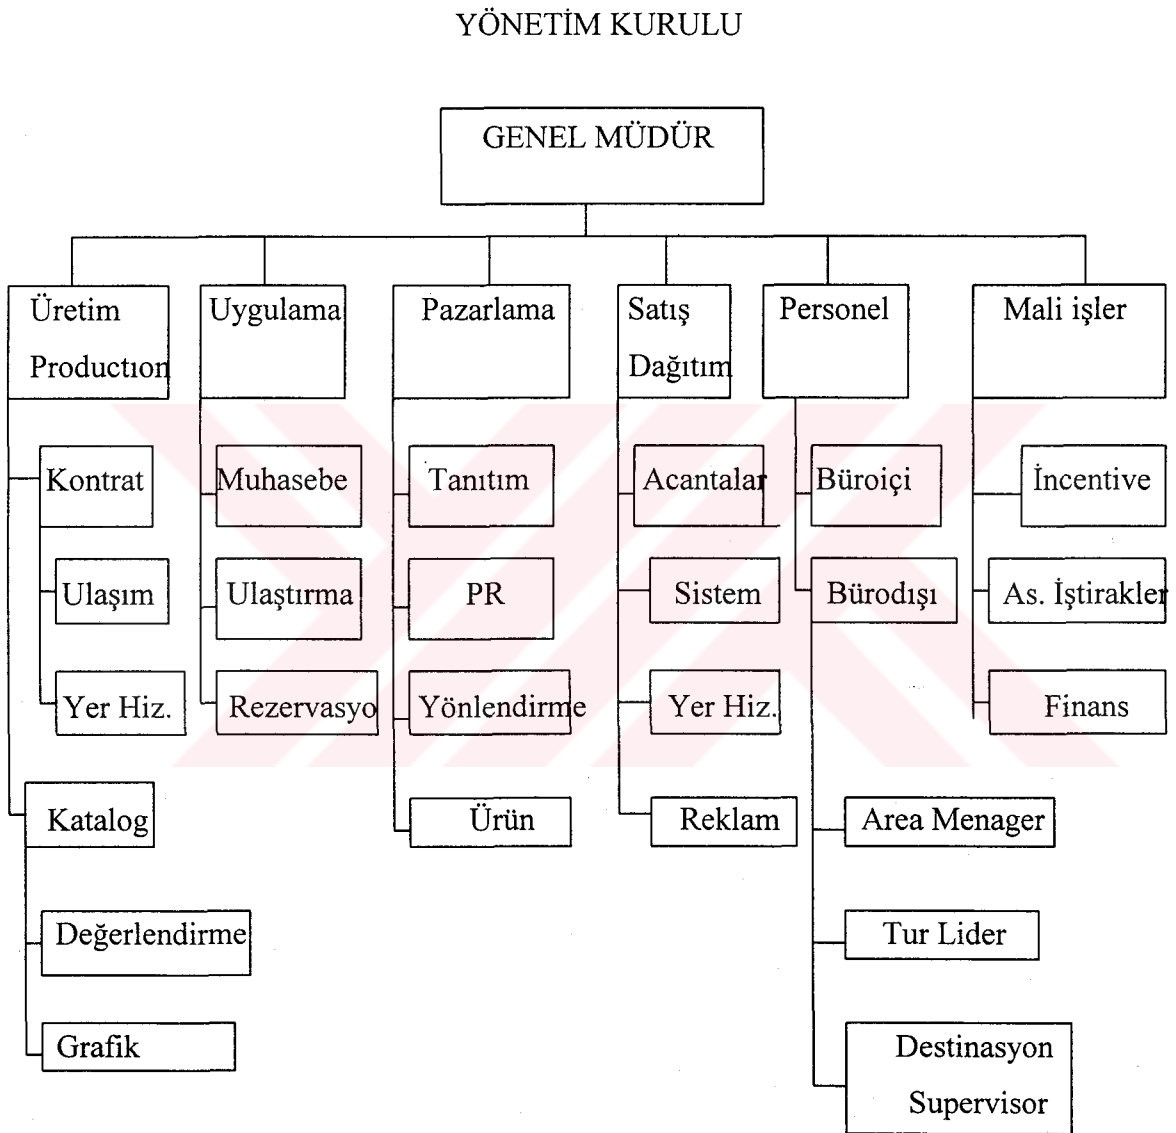 YÖNETİM KURULU
GENEL MÜDÜR
Üretim
Productıon
Uygulama
Pazarlama
Satış
Dağıtım
Personel
Mali işler
Kontrat
Muhasebe
Tanıtım
Acantalar
Büroiçi
İncentive
Ulaşım
Ulaştırma
PR
Sistem
Bürodışı
As. İştirakler
Yer Hiz.
Rezervasyo
Yönlendirme
Yer Hiz.
Finans
Katalog
Ürün
Reklam
Area Menager
Değerlendirme
Tur Lider
Grafik
Destinasyon
Supervisor